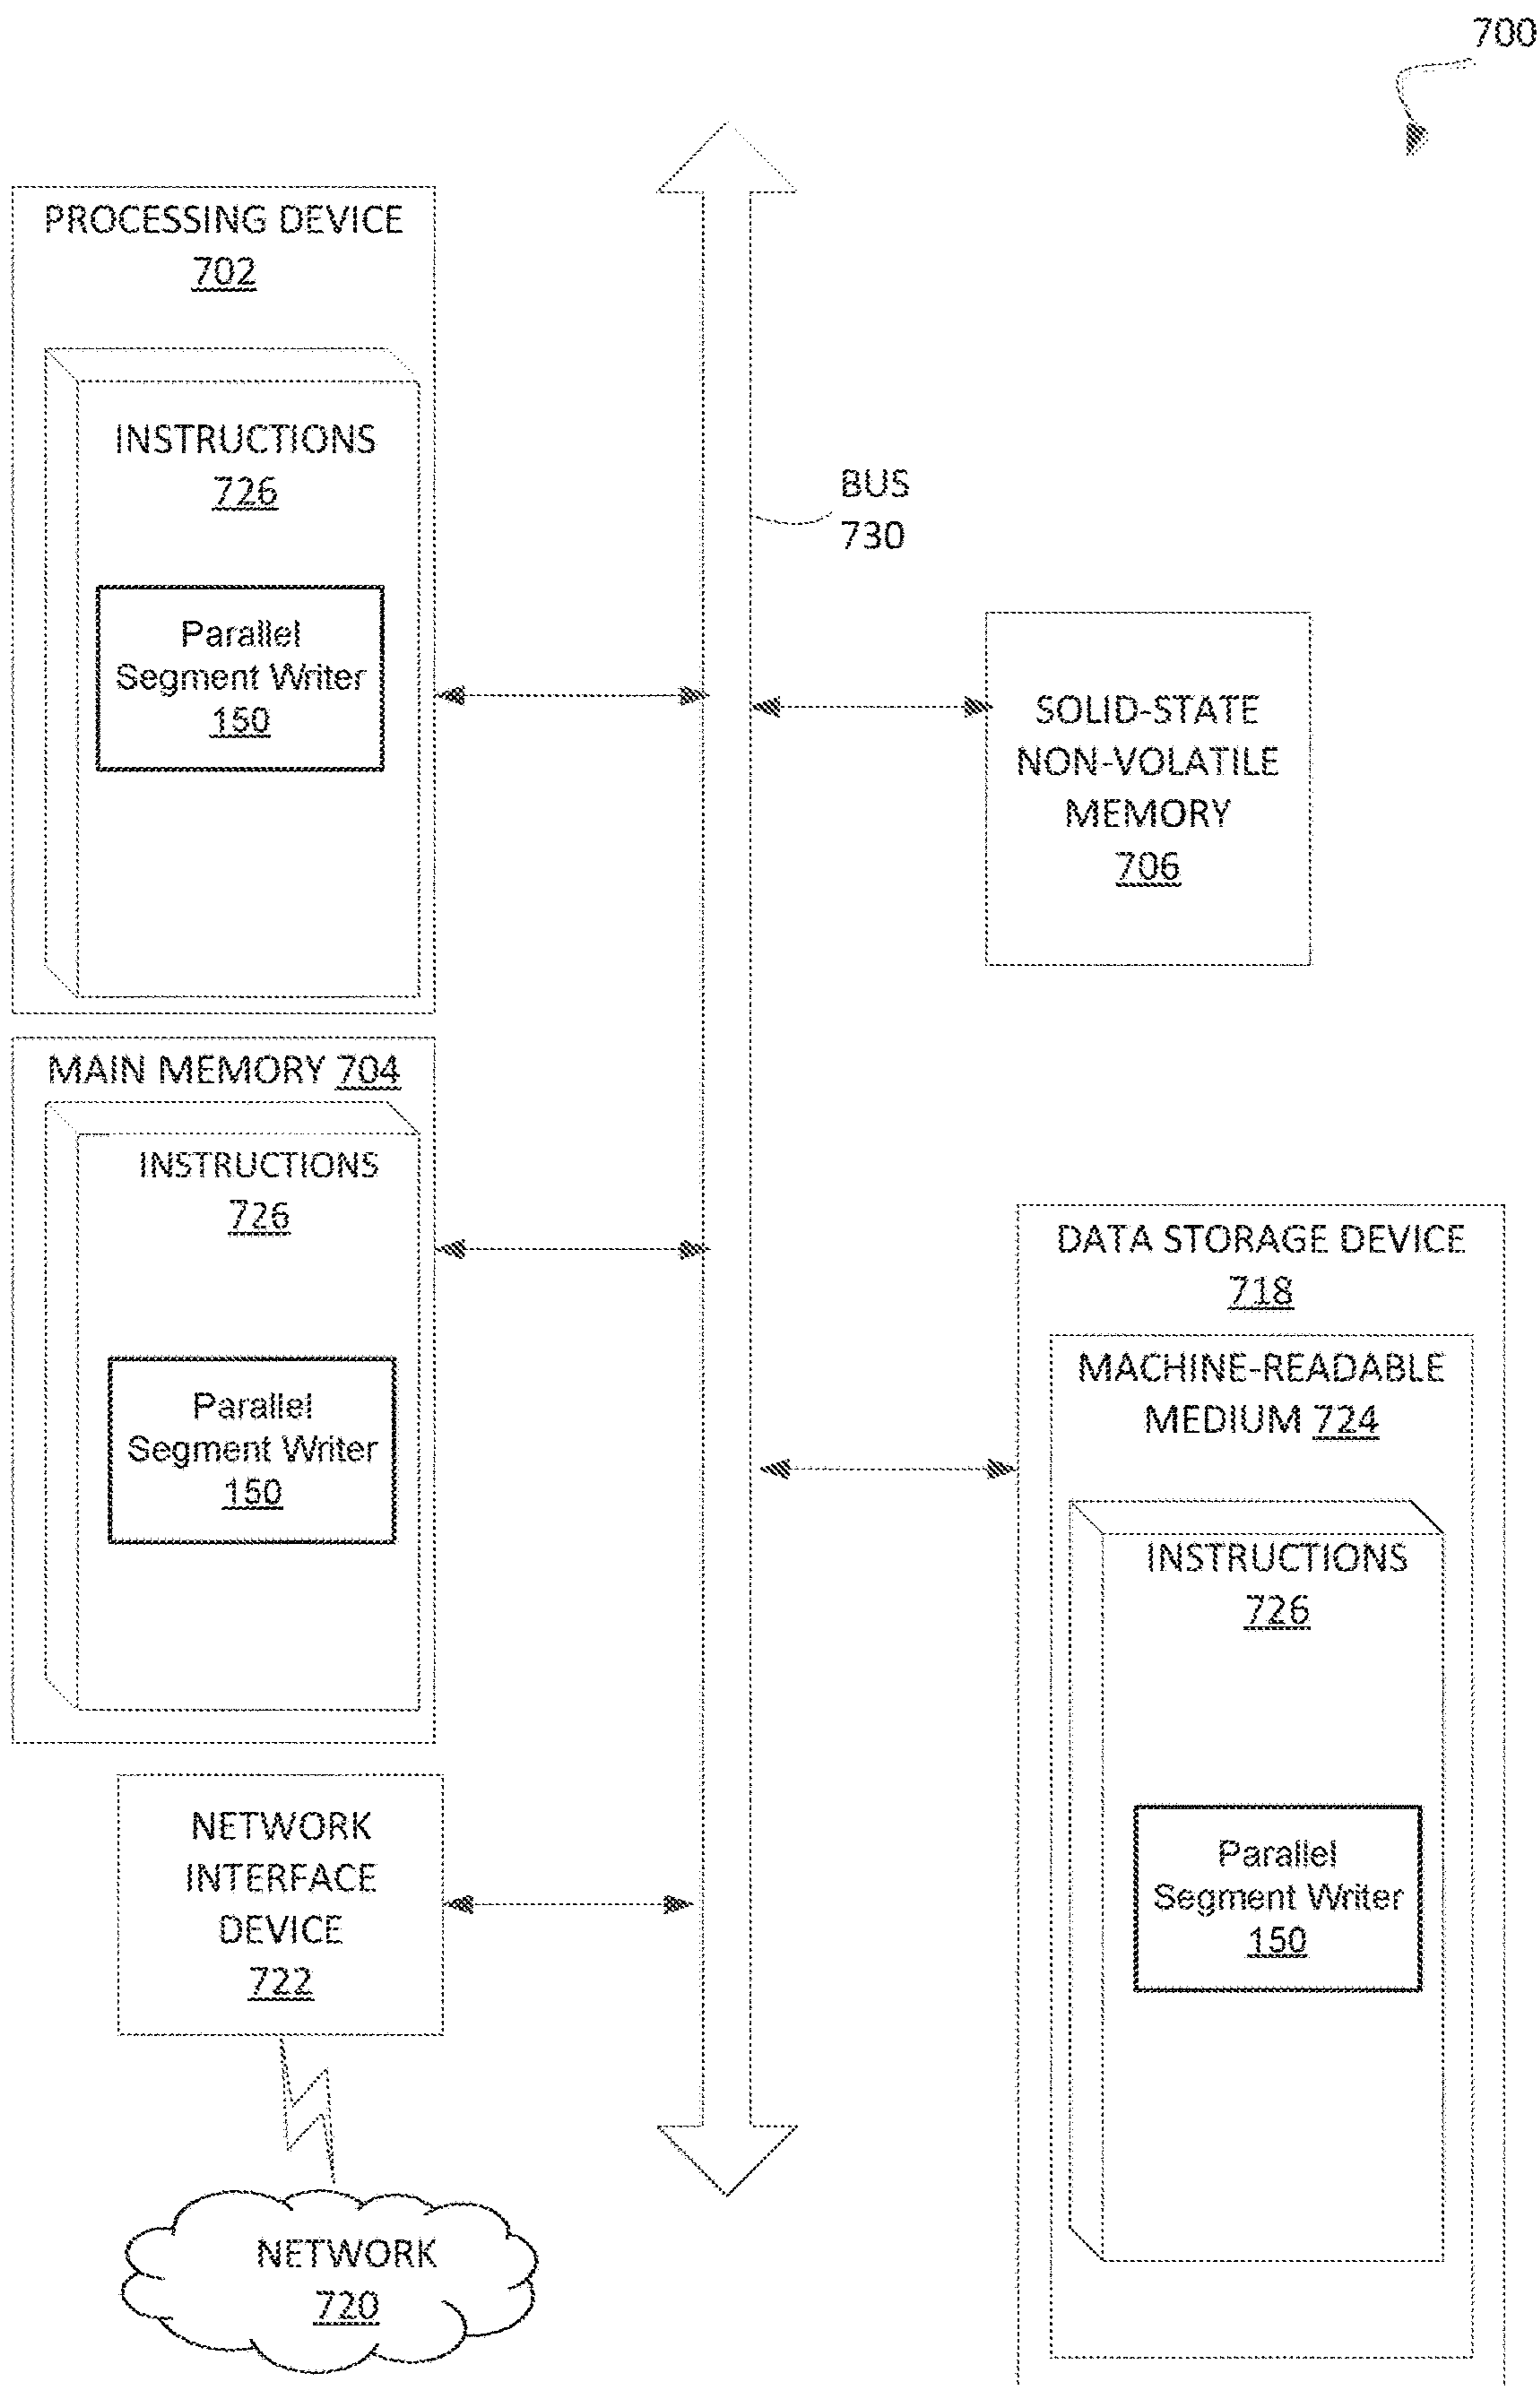 700
PROCESSING DEVICE
702
INSTRUCTIONS
726
Parallel
Segment Writer
150
BUS
730
SOLID-STATE
NON-VOLATILE
MEMORY
706
MAIN MEMORY 704
INSTRUCTIONS
726
Parallel
Segment Writer
150
DATA STORAGE DEVICE
718
MACHINE-READABLE
MEDIUM 724
INSTRUCTIONS
726
Parallel
Segment Writer
150
NETWORK
INTERFACE
DEVICE
722
NETWORK
720